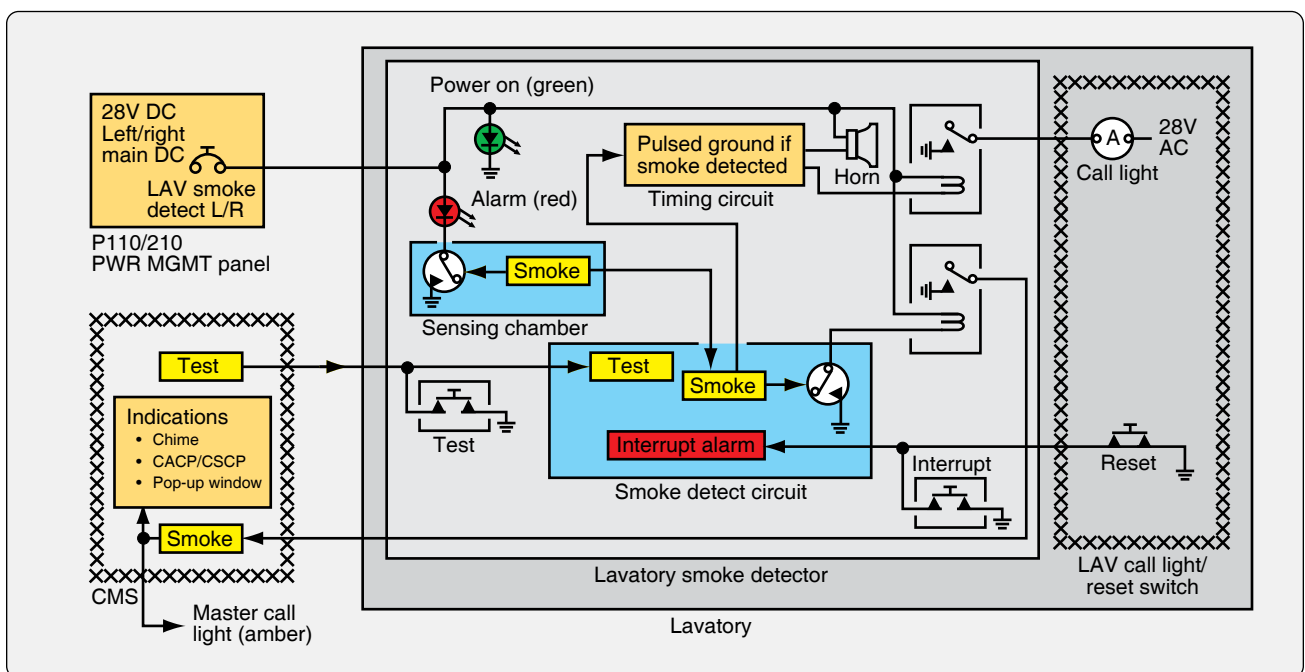 28V DC
Left/right
main DC
LAV smoke
detect L/R
P110/210
PWR MGMT panel
Power on (green)
Alarm (red)
Pulsed ground if
smoke detected
Timing circuit
Horn
A
28V
AC
Call light
Smoke
Sensing chamber
Test
Indications
• Chime
• CACP/CSCP
• Pop-up window
Smoke
CMS
Master call
light (amber)
Test
Test
Smoke
Interrupt alarm
Smoke detect circuit
Interrupt
Reset
Lavatory smoke detector
LAV call light/
reset switch
Lavatory